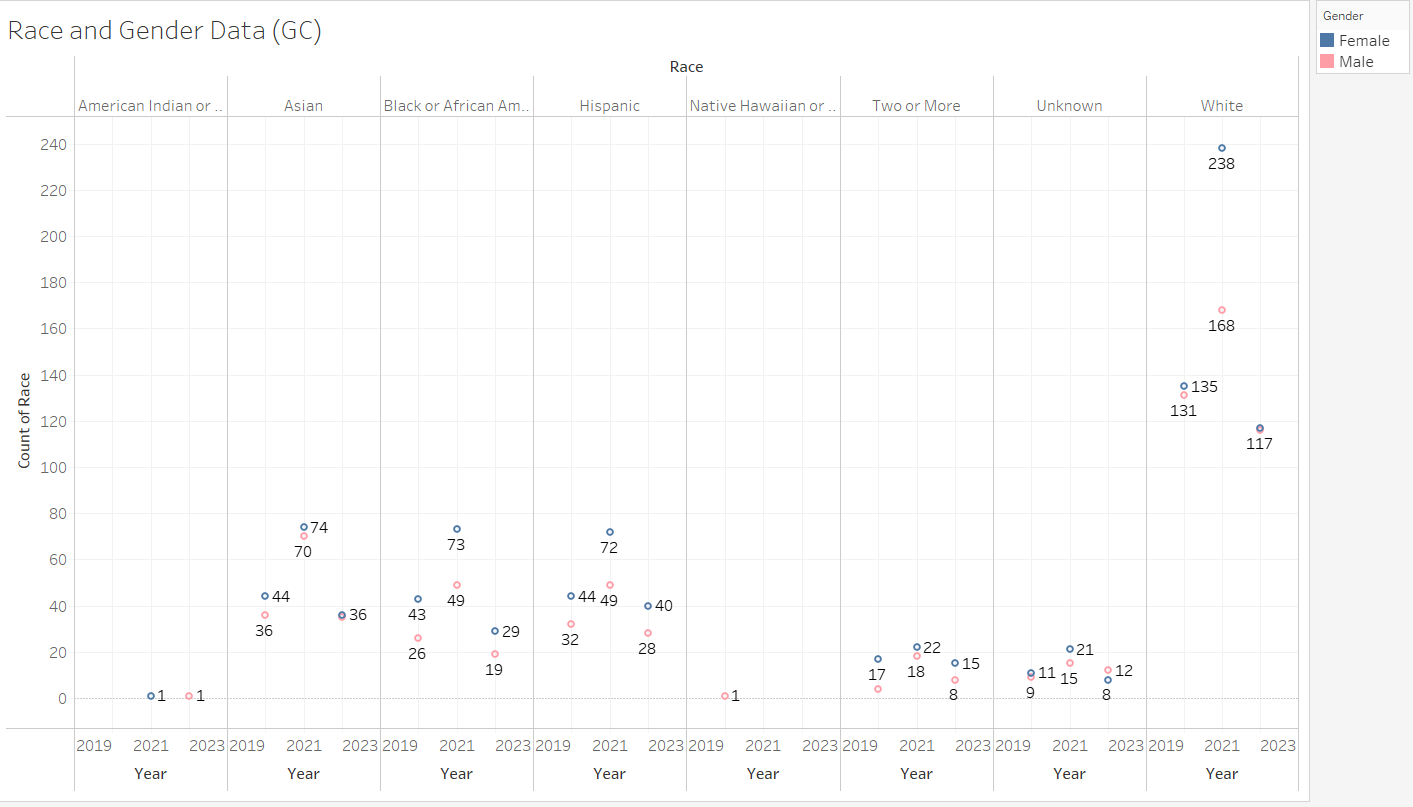 Race and Gender Data (GC)
Gender
Female
Male
Race
American Indian or ..
Asian
Black or African Am..
Hispanic
Native Hawaiian or ..
Two or More
Unknown
White
Count of Race
240
220
200
180
160
140
120
100
80
60
40
20
0
1
1
44
36
74
70
36
43
26
73
49
29
19
44
32
72
49
40
28
1
17
22
18
15
8
11
9
21
15
12
8
135
131
238
168
117
2019 2021 2023
2019 2021 2023
2019 2021 2023
2019 2021 2023
2019 2021 2023
2019 2021 2023
2019 2021 2023
2019 2021 2023
Year
Year
Year
Year
Year
Year
Year
Year